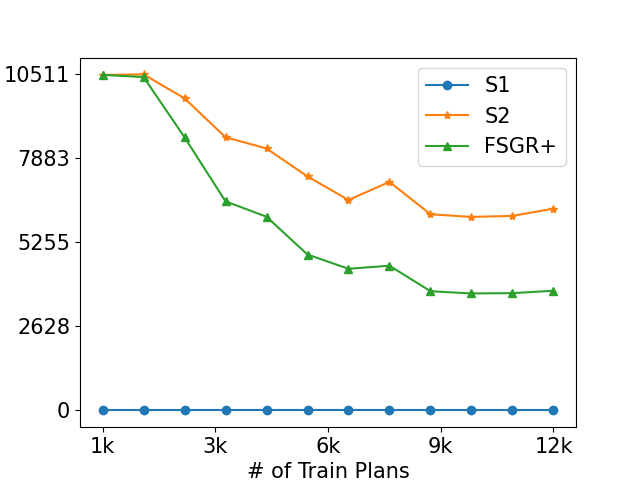 10511
7883
5255
2628
0
S1
S2
FSGR+
1k 3k 6k 9k 12k
# of Train Plans